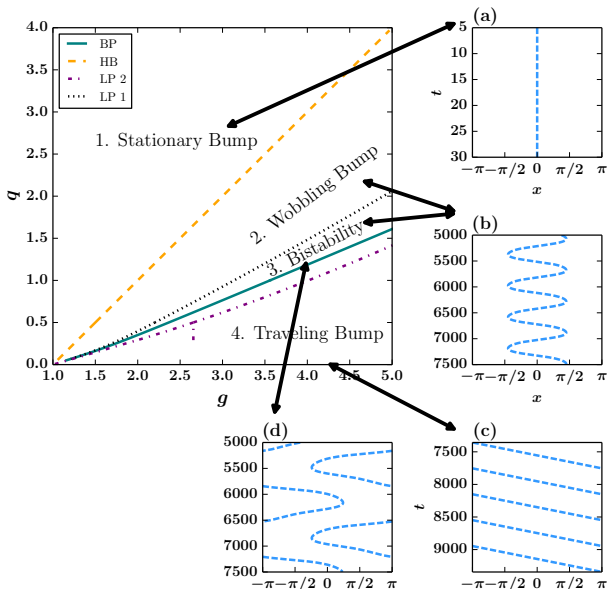 (a)
4.0
3.5
3.0
2.5
2.0
1.5
1.0
0.5
0.0
q
BP
HB
LP 2
LP 1
1. Stationary Bump
2. Wobbling Bump
3. Bistability
4. Traveling Bump
1.0 1.5 2.0 2.5 3.0 3.5 4.0 4.5 5.0
g
5
10
15
20
25
30
t
−π −π/2 0 π/2 π
x
(b)
5000
5500
6000
6500
7000
7500
−π −π/2 0 π/2 π
x
(d)
5000
5500
6000
6500
7000
7500
−π −π/2 0 π/2 π
(c)
7500
8000
8500
9000
t
−π −π/2 0 π/2 π